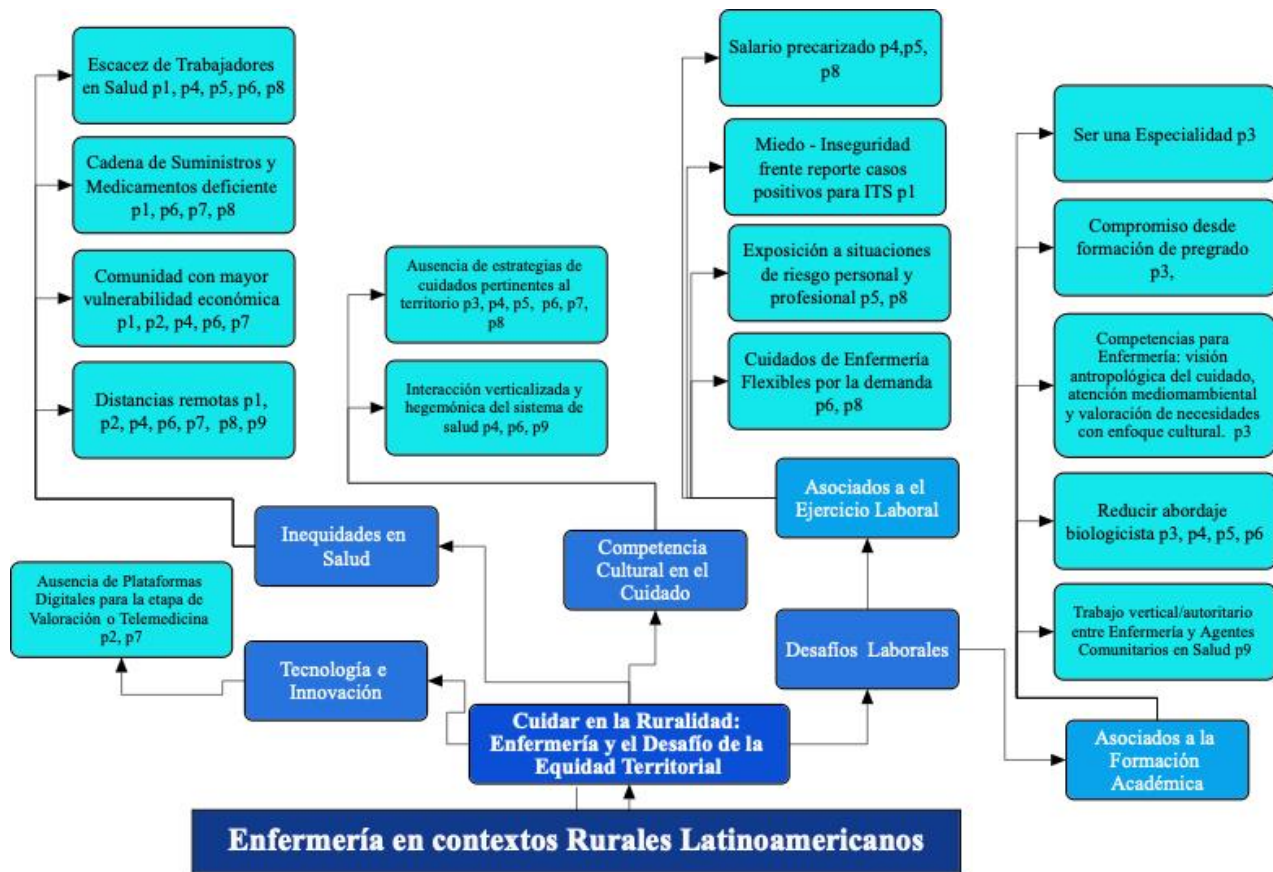 Escacez de Trabajadores
en Salud p1, p4, p5, p6, p8
Cadena de Suministros y
Medicamentos deficiente
p1, p6, p7, p8
Comunidad con mayor
vulnerabilidad económica
p1, p2, p4, p6, p7
Distancias remotas p1,
p2, p4, p6, p7, p8, p9
Inequidades en
Salud
Ausencia de Plataformas
Digitales para la etapa de
Valoración o Telemedicina
p2, p7
Tecnología e
Innovación
Ausencia de estrategias de
cuidados pertinentes al
territorio p3, p4, p5, p6, p7,
p8
Interacción verticalizada y
hegemónica del sistema de
salud p4, p6, p9
Competencia
Cultural en el
Cuidado
Salario precarizado p4,p5,
p8
Miedo - Inseguridad
frente reporte casos
positivos para ITS p1
Exposición a situaciones
de riesgo personal y
profesional p5, p8
Cuidados de Enfermería
Flexibles por la demanda
p6, p8
Asociados a el
Ejercicio Laboral
Desafíos Laborales
Ser una Especialidad p3
Compromiso desde
formación de pregrado
p3,
Competencias para
Enfermería: visión
antropológica del cuidado,
atención mediomambiental
y valoración de necesidades
con enfoque cultural. p3
Reducir abordaje
biologicista p3, p4, p5, p6
Trabajo vertical/autoritario
entre Enfermería y Agentes
Comunitarios en Salud p9
Asociados a la
Formación
Académica
Cuidar en la Ruralidad:
Enfermería y el Desafío de la
Equidad Territorial
Enfermería en contextos Rurales Latinoamericanos